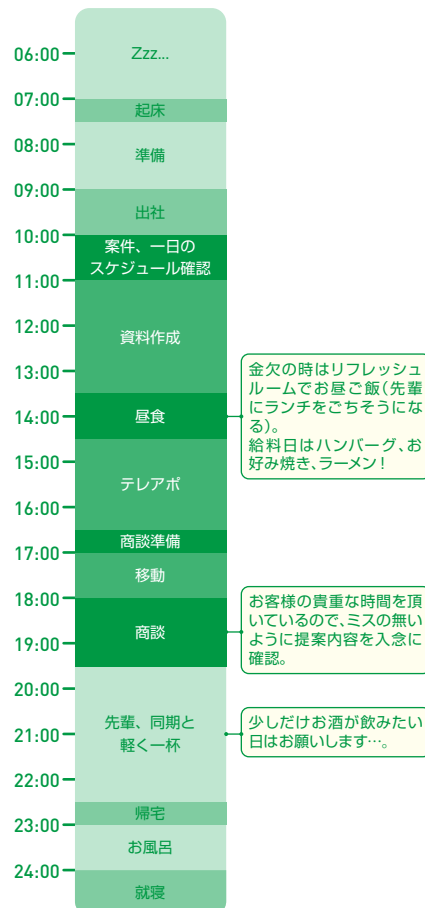 06:00
Zzz...
07:00
起床
08:00
準備
09:00
出社
10:00
案件、一日の
スケジュール確認
11:00
12:00
資料作成
13:00
14:00
昼食
金欠の時はリフレッシュ
ルームでお昼ご飯(先輩
にランチをごちそうにな
る)。
給料日はハンバーグ、お
好み焼き、ラーメン!
15:00
テレアポ
16:00
商談準備
17:00
移動
18:00
商談
19:00
お客様の貴重な時間を頂
いているので、ミスの無い
ように提案内容を入念に
確認。
20:00
先輩、同期と
軽く一杯
21:00
少しだけお酒が飲みたい
日はお願いします…。
22:00
帰宅
23:00
お風呂
24:00
就寝